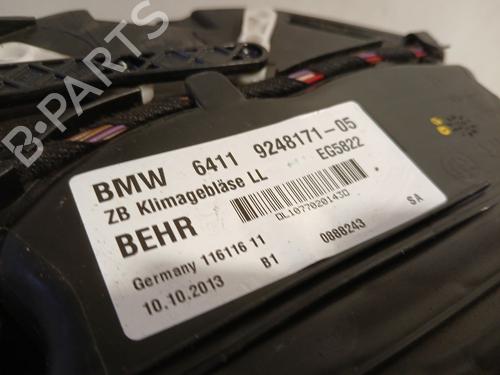 B-PARTS
BMW 6411 9248171-05
ZB Klimagebläse LL EG5822
BEHR DL1077020143D
Germany 116116 11 B1 0888243 SA
10.10.2013